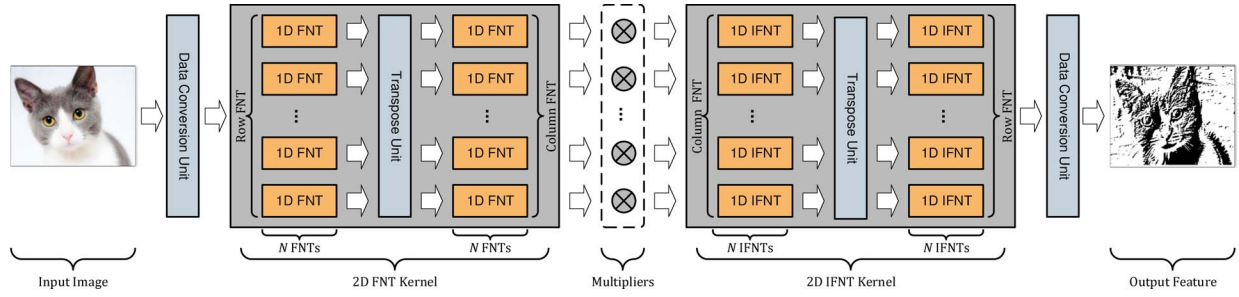 Data Conversion Unit
Row FNT
1D FNT
1D FNT
...
1D FNT
1D FNT
N FNTs
Transpose Unit
1D FNT
1D FNT
...
1D FNT
1D FNT
N FNTs
Column FNT
...
Column FNT
1D IFNT
1D IFNT
...
1D IFNT
1D IFNT
N IFNTs
Transpose Unit
1D IFNT
1D IFNT
...
1D IFNT
1D IFNT
N IFNTs
Row FNT
Data Conversion Unit
Input Image
2D FNT Kernel
Multipliers
2D IFNT Kernel
Output Feature